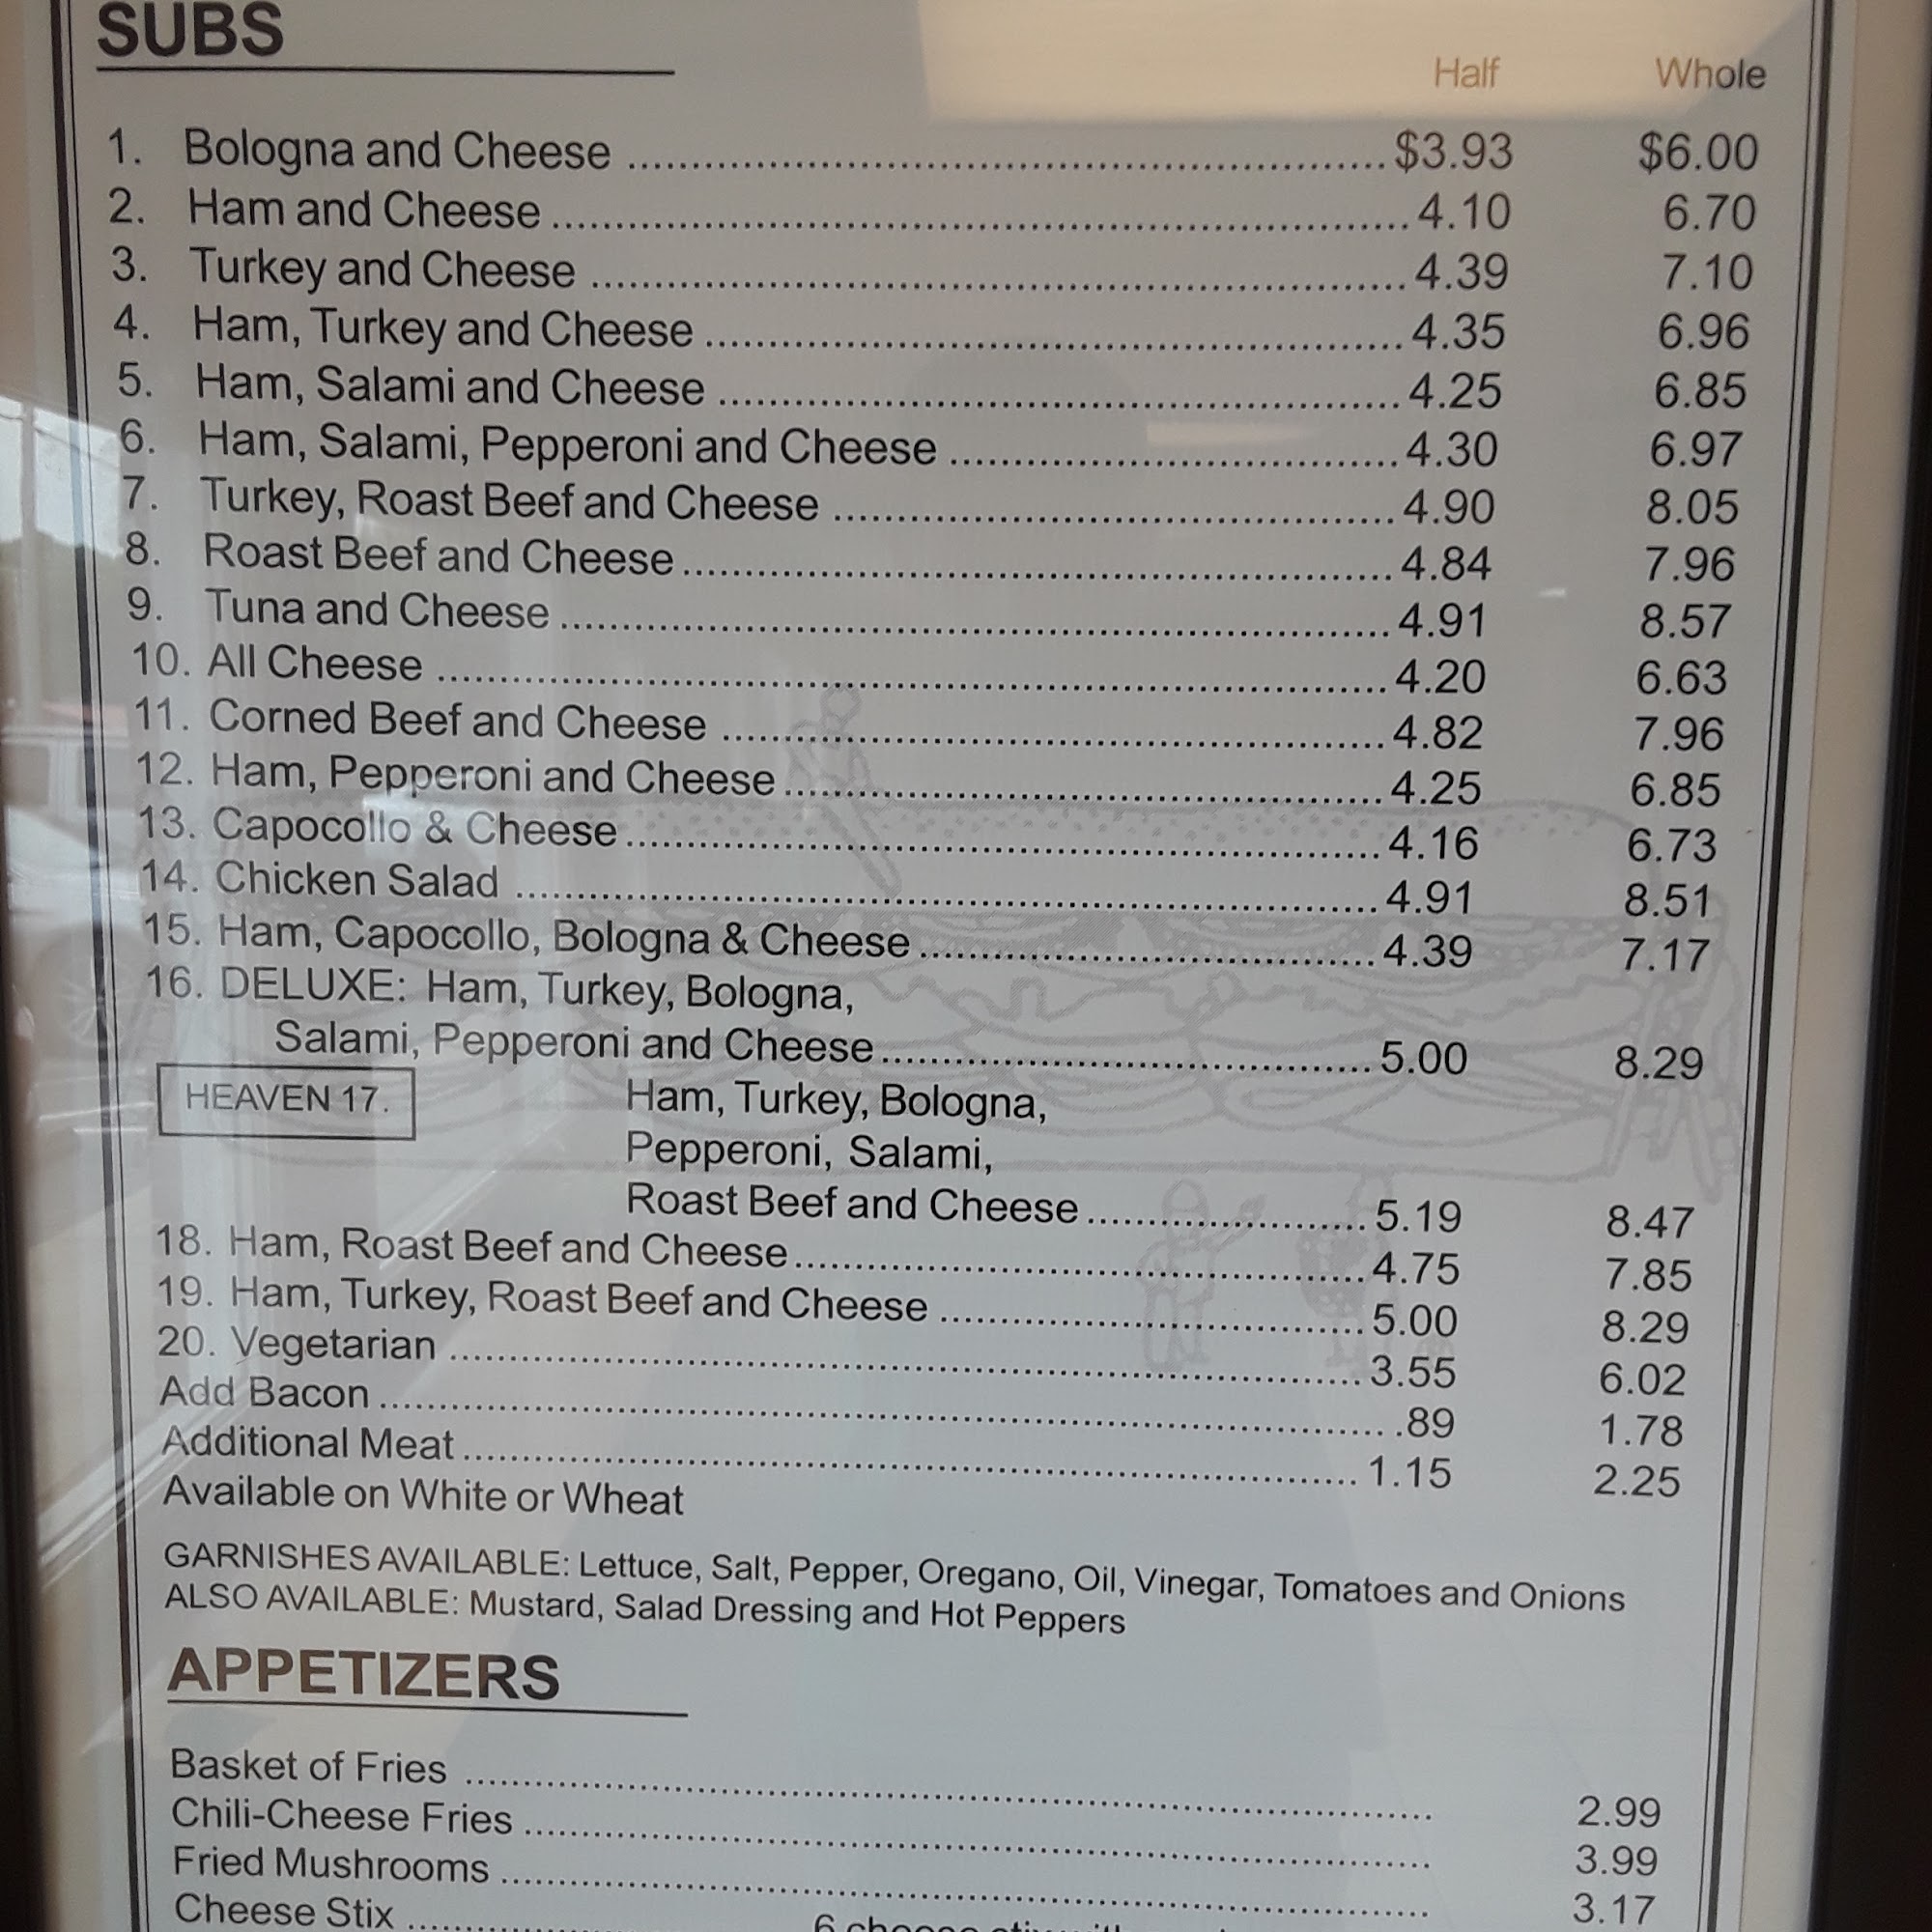 SUBS
Half Whole
1. Bologna and Cheese ........ $3.93 $6.00
2. Ham and Cheese ........ 4.10 6.70
3. Turkey and Cheese ........ 4.39 7.10
4. Ham, Turkey and Cheese ........ 4.35 6.96
5. Ham, Salami and Cheese ........ 4.25 6.85
6. Ham, Salami, Pepperoni and Cheese ........ 4.30 6.97
7. Turkey, Roast Beef and Cheese ........ 4.90 8.05
8. Roast Beef and Cheese ........ 4.84 7.96
9. Tuna and Cheese ........ 4.91 8.57
10. All Cheese ........ 4.20 6.63
11. Corned Beef and Cheese ........ 4.82 7.96
12. Ham, Pepperoni and Cheese ........ 4.25 6.85
13. Capocollo & Cheese ........ 4.16 6.73
14. Chicken Salad ........ 4.91 8.51
15. Ham, Capocollo, Bologna & Cheese ........ 4.39 7.17
16. DELUXE: Ham, Turkey, Bologna,
Salami, Pepperoni and Cheese ........ 5.00 8.29
HEAVEN 17. Ham, Turkey, Bologna,
Pepperoni, Salami,
Roast Beef and Cheese ........ 5.19 8.47
18. Ham, Roast Beef and Cheese ........ 4.75 7.85
19. Ham, Turkey, Roast Beef and Cheese ........ 5.00 8.29
20. Vegetarian ........ 3.55 6.02
Add Bacon ........ .89 1.78
Additional Meat ........ 1.15 2.25
Available on White or Wheat
GARNISHES AVAILABLE: Lettuce, Salt, Pepper, Oregano, Oil, Vinegar, Tomatoes and Onions
ALSO AVAILABLE: Mustard, Salad Dressing and Hot Peppers
APPETIZERS
Basket of Fries ........ 2.99
Chili-Cheese Fries ........ 3.99
Fried Mushrooms ........ 3.17
Cheese Stix ........